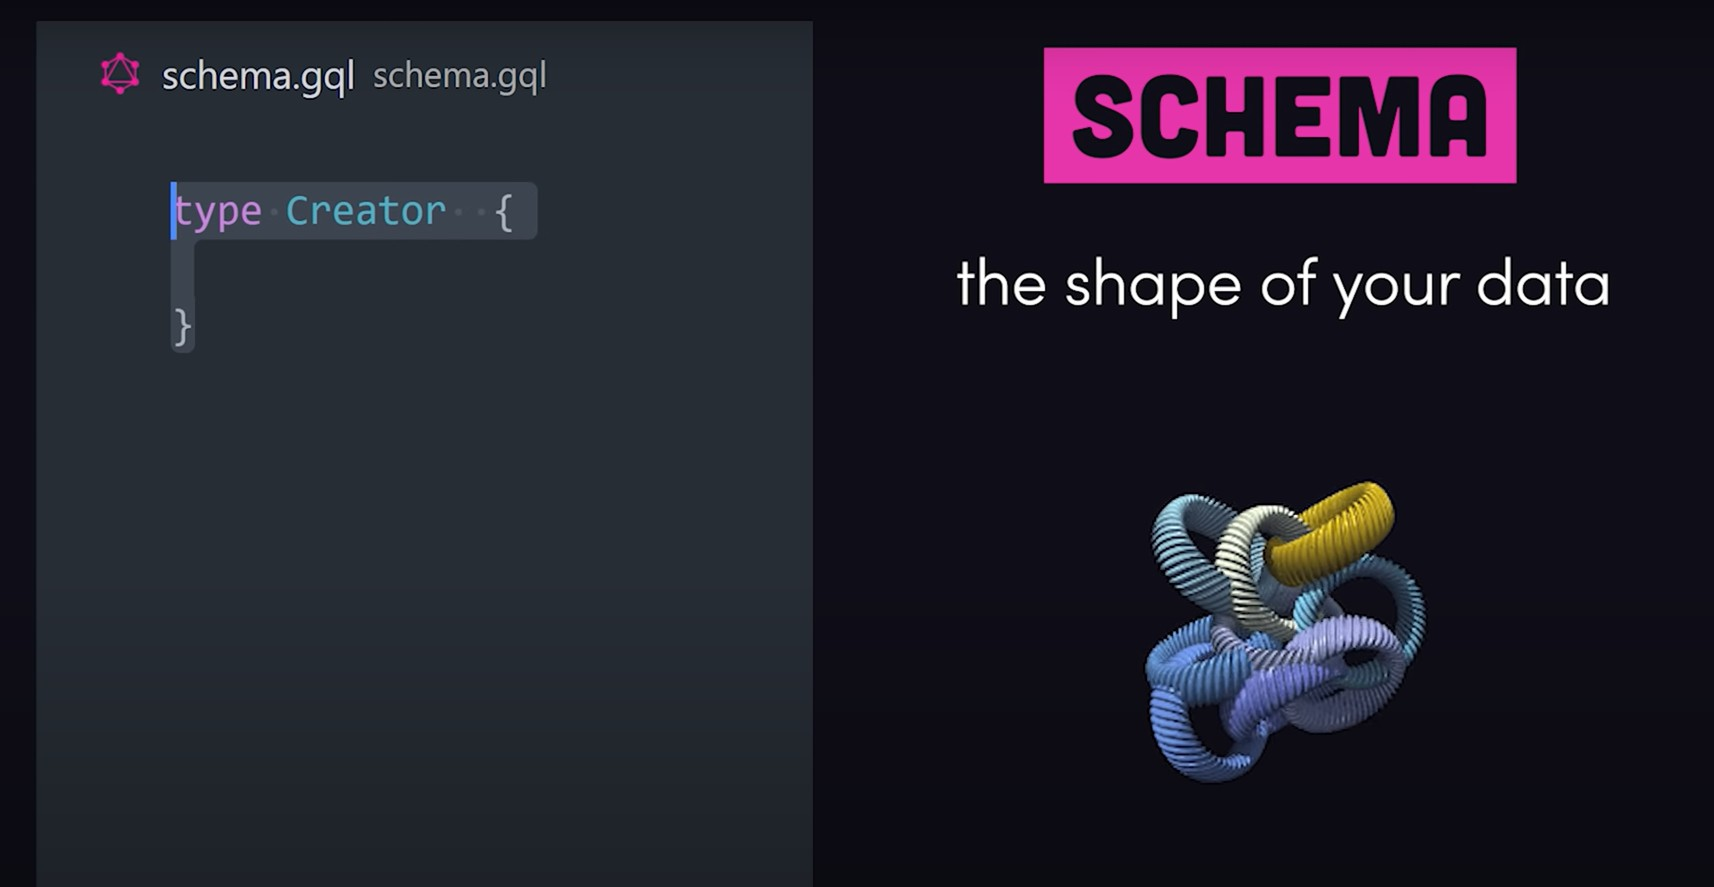 schema.gql schema.gql
type Creator {
}
SCHEMA
the shape of your data